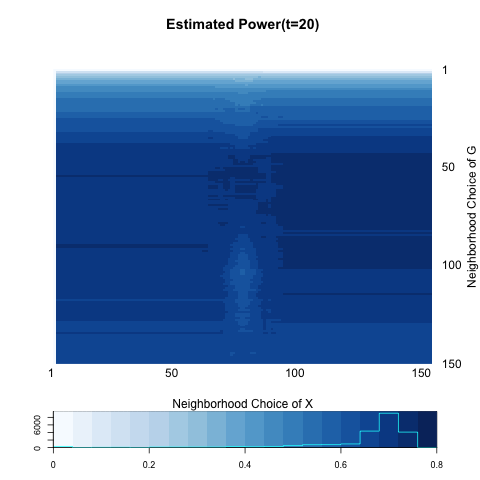 Estimated Power(t=20)
1
50
100
150
Neighborhood Choice of G
1 50 100 150
Neighborhood Choice of X
0 6000
0 0.2 0.4 0.6 0.8